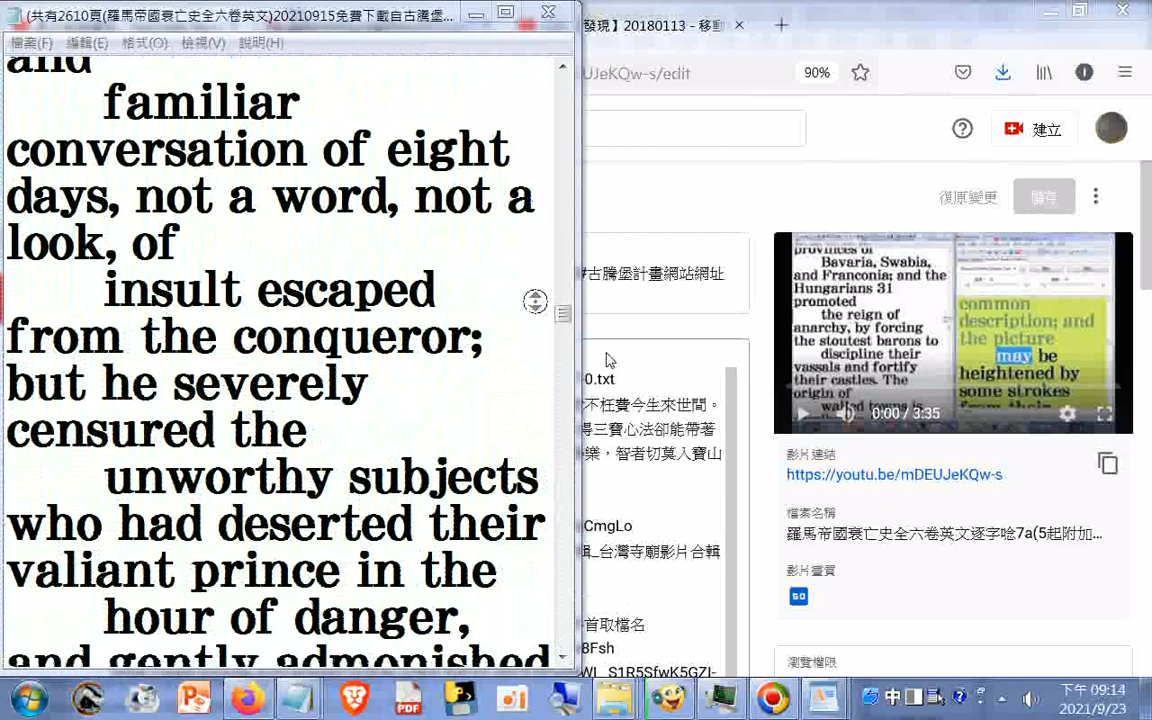 (共有2610頁(羅馬帝國衰亡史全六卷英文)20210915免費下載自古騰堡...
檔案(F) 編輯(E) 格式(O) 檢視(V) 說明(H)
and
familiar
conversation of eight
days, not a word, not a
look, of
insult escaped
from the conqueror;
but he severely
censured the
unworthy subjects
who had deserted their
valiant prince in the
hour of danger,
and gently admonished
發現】20180113 - 移動
UJeKQw-s/edit
90%
建立
復原變更
儲存
#古騰堡計畫網站網址
0.txt
不枉費今生來世間。
得三寶心法卻能帶著
樂，智者切莫入寶山
CmgLo
輯_台灣寺廟影片合輯
首取檔名
8Fsh
WI_S1R5SfwK5GZI-
provinces of
Bavaria, Swabia,
and Franconia; and the
Hungarians 31
promoted
the reign of
anarchy, by forcing
the stoutest barons to
discipline their
vassals and fortify
their castles. The
origin of
walled towns is
common
description; and
the picture
may be
heightened by
some strokes
from their
0:00 / 3:35
影片連結
https://youtu.be/mDEUJeKQw-s
檔案名稱
羅馬帝國衰亡史全六卷英文逐字唸7a(5起附加...
影片畫質
瀏覽權限
PDF
中
下午 09:14
2021/9/23